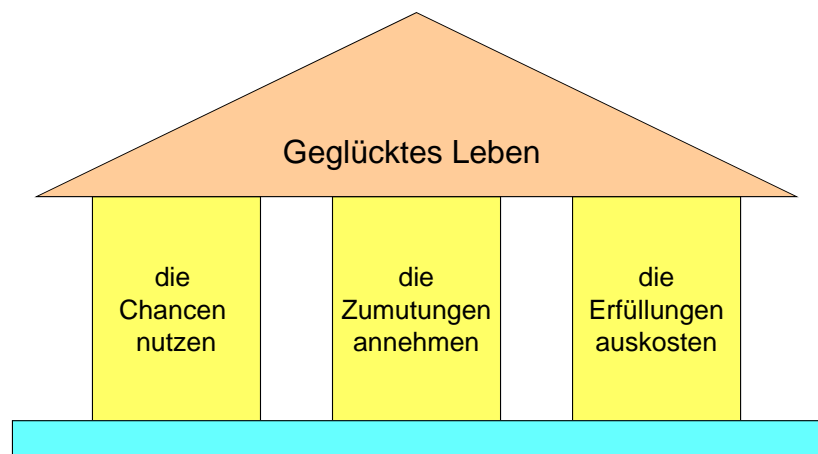 Geglücktes Leben
die
Chancen
nutzen
die
Zumutungen
annehmen
die
Erfüllungen
auskosten